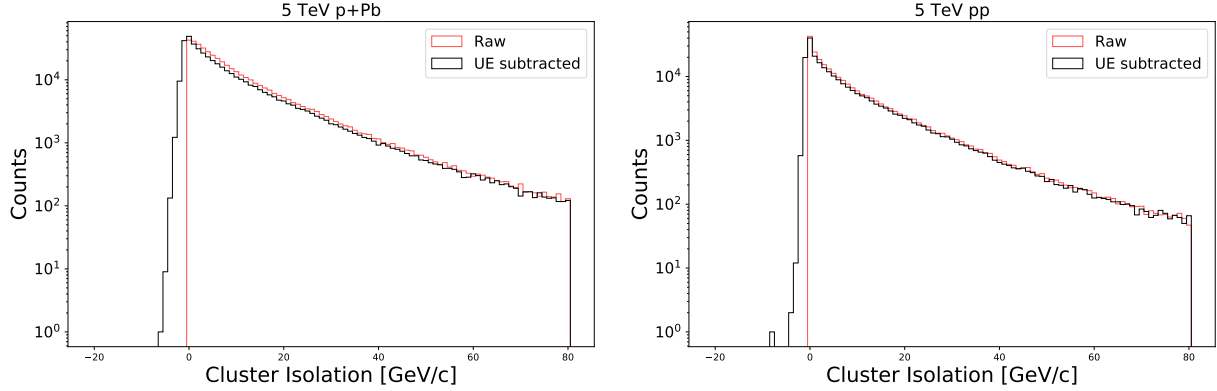 5 TeV p+Pb
Raw
UE subtracted
Counts
10^4
10^3
10^2
10^1
10^0
−20 0 20 40 60 80
Cluster Isolation [GeV/c]
5 TeV pp
Raw
UE subtracted
Counts
10^4
10^3
10^2
10^1
10^0
−20 0 20 40 60 80
Cluster Isolation [GeV/c]